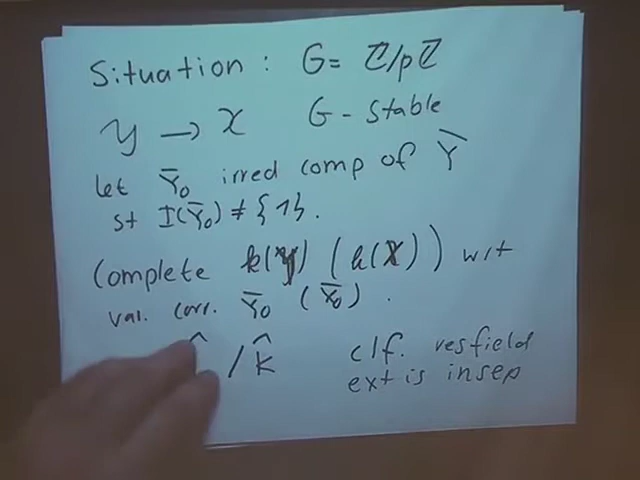 Situation : G = ℤ/pℤ
𝒴 → 𝒳 G-stable
let Ȳ₀ irred comp of Ȳ
st I(Ȳ₀) ≠ {1}.
Complete k(Y) (k(X)) wrt
val. corr. Ȳ₀ (X̄₀).
/ K̂ clf. resfield
ext is insep